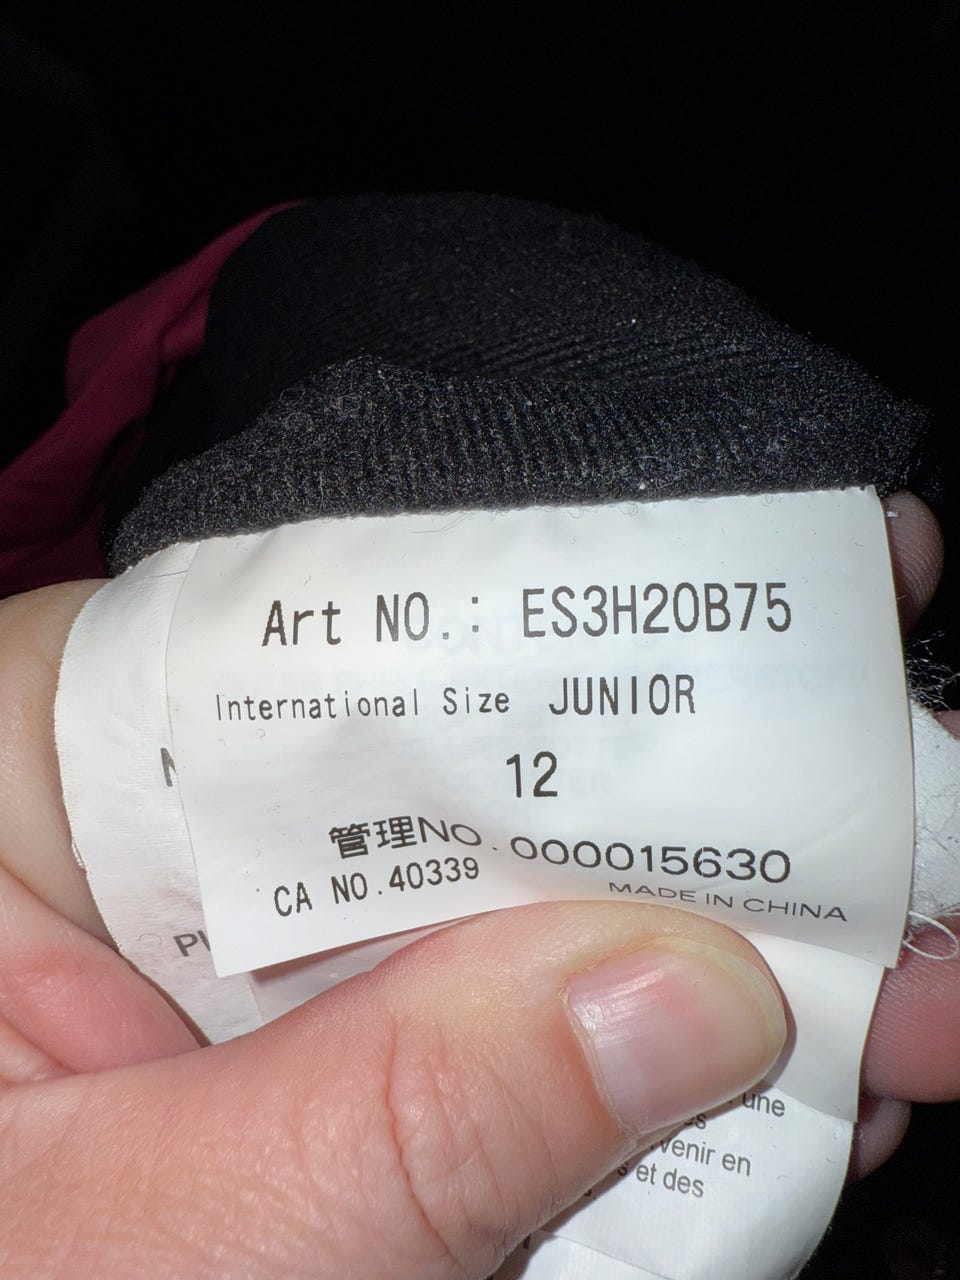 Art NO.: ES3H20B75
International Size JUNIOR
12
管理NO.000015630
CA NO.40339
MADE IN CHINA
une
venir en
et des